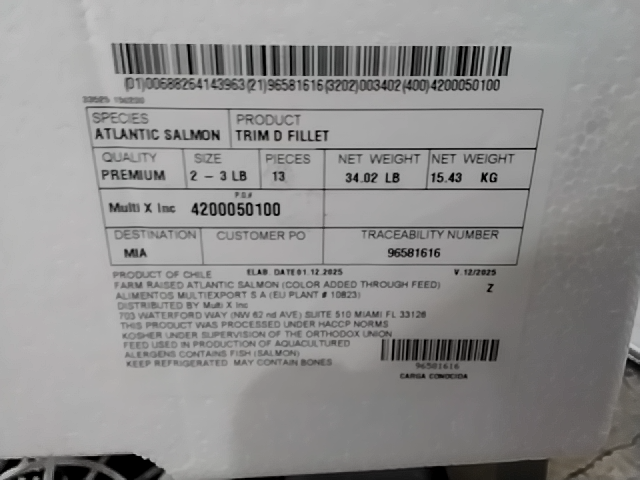 (01)00688264143963(21)96581616(3202)003402(400)4200050100
SPECIES PRODUCT
ATLANTIC SALMON TRIM D FILLET
QUALITY SIZE PIECES NET WEIGHT NET WEIGHT
PREMIUM 2 - 3 LB 13 34.02 LB 15.43 KG
P.O.#
Multi X Inc 4200050100
DESTINATION CUSTOMER PO TRACEABILITY NUMBER
MIA 96581616
PRODUCT OF CHILE ELAB. DATE01.12.2025 V.12/2025
FARM RAISED ATLANTIC SALMON (COLOR ADDED THROUGH FEED) Z
ALIMENTOS MULTIEXPORT S A (EU PLANT # 10823)
DISTRIBUTED BY Multi X Inc
703 WATERFORD WAY (NW 62 nd AVE) SUITE 510 MIAMI FL 33126
THIS PRODUCT WAS PROCESSED UNDER HACCP NORMS
KOSHER UNDER SUPERVISION OF THE ORTHODOX UNION
FEED USED IN PRODUCTION OF AQUACULTURED
ALERGENS CONTAINS FISH (SALMON)
KEEP REFRIGERATED MAY CONTAIN BONES
96581616
CARGA CONOCIDA